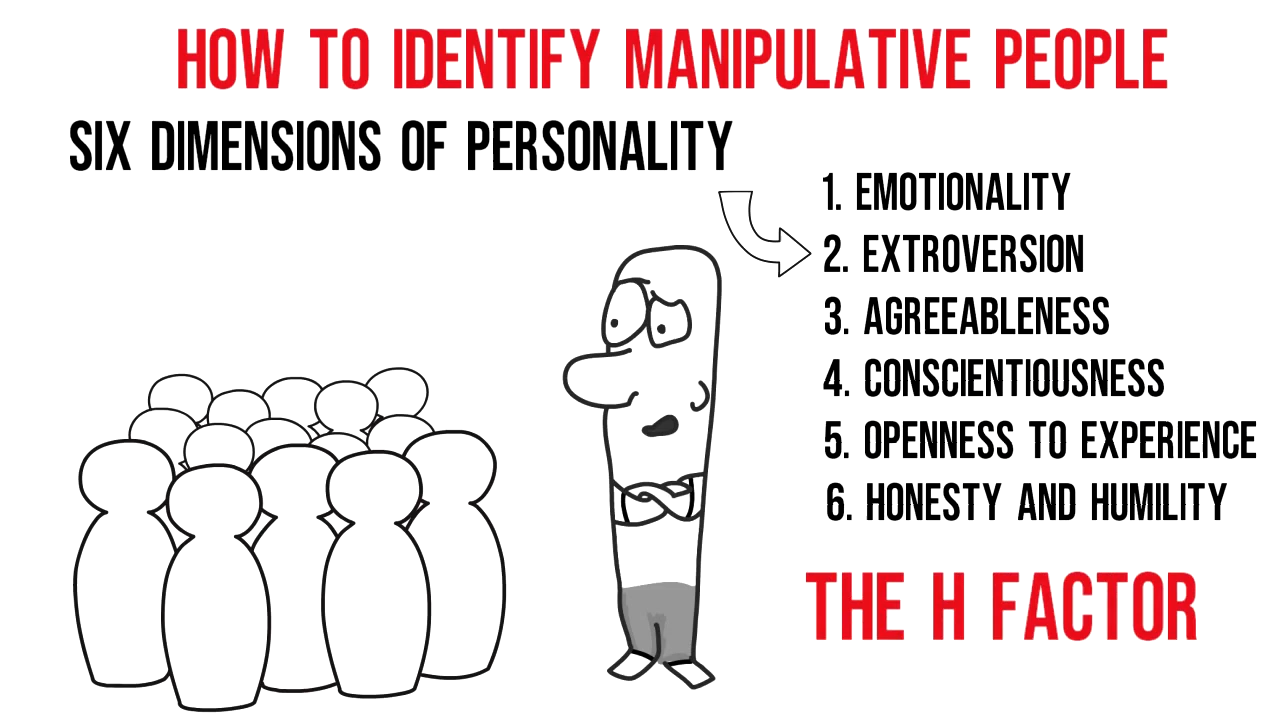 HOW TO IDENTIFY MANIPULATIVE PEOPLE
SIX DIMENSIONS OF PERSONALITY
1. EMOTIONALITY
2. EXTROVERSION
3. AGREEABLENESS
4. CONSCIENTIOUSNESS
5. OPENNESS TO EXPERIENCE
6. HONESTY AND HUMILITY
THE H FACTOR